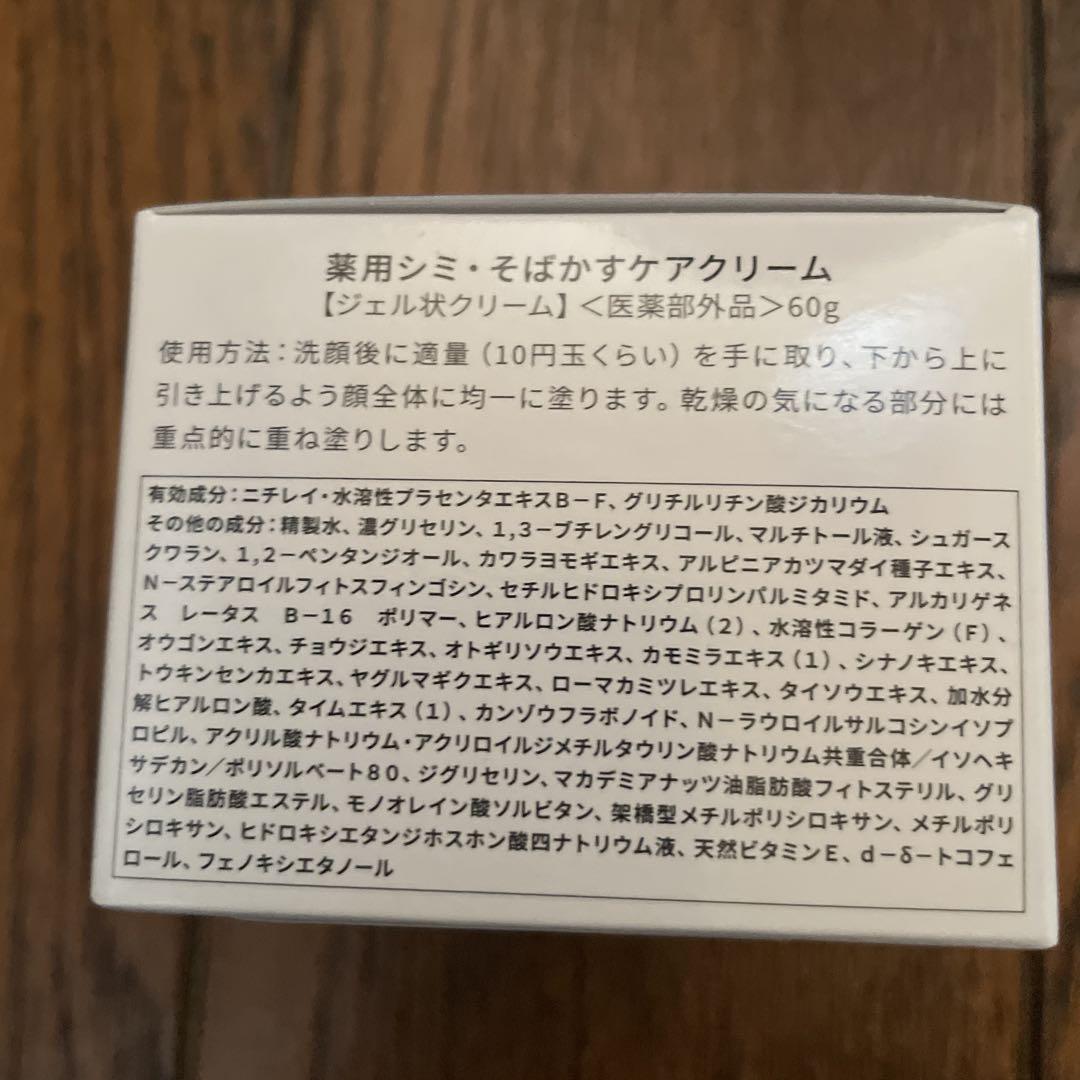 薬用シミ・そばかすケアクリーム
【ジェル状クリーム】＜医薬部外品＞60g
使用方法：洗顔後に適量（10円玉くらい）を手に取り、下から上に
引き上げるよう顔全体に均一に塗ります。乾燥の気になる部分には
重点的に重ね塗りします。
有効成分：ニチレイ・水溶性プラセンタエキスＢ－Ｆ、グリチルリチン酸ジカリウム
その他の成分：精製水、濃グリセリン、１,３－ブチレングリコール、マルチトール液、シュガース
クワラン、１,２－ペンタンジオール、カワラヨモギエキス、アルピニアカツマダイ種子エキス、
Ｎ－ステアロイルフィトスフィンゴシン、セチルヒドロキシプロリンパルミタミド、アルカリゲネ
ス　レータス　Ｂ－１６　ポリマー、ヒアルロン酸ナトリウム（２）、水溶性コラーゲン（Ｆ）、
オウゴンエキス、チョウジエキス、オトギリソウエキス、カモミラエキス（１）、シナノキエキス、
トウキンセンカエキス、ヤグルマギクエキス、ローマカミツレエキス、タイソウエキス、加水分
解ヒアルロン酸、タイムエキス（１）、カンゾウフラボノイド、Ｎ－ラウロイルサルコシンイソプ
ロピル、アクリル酸ナトリウム・アクリロイルジメチルタウリン酸ナトリウム共重合体／イソヘキ
サデカン／ポリソルベート８０、ジグリセリン、マカデミアナッツ油脂肪酸フィトステリル、グリ
セリン脂肪酸エステル、モノオレイン酸ソルビタン、架橋型メチルポリシロキサン、メチルポリ
シロキサン、ヒドロキシエタンジホスホン酸四ナトリウム液、天然ビタミンＥ、ｄ－δ－トコフェ
ロール、フェノキシエタノール